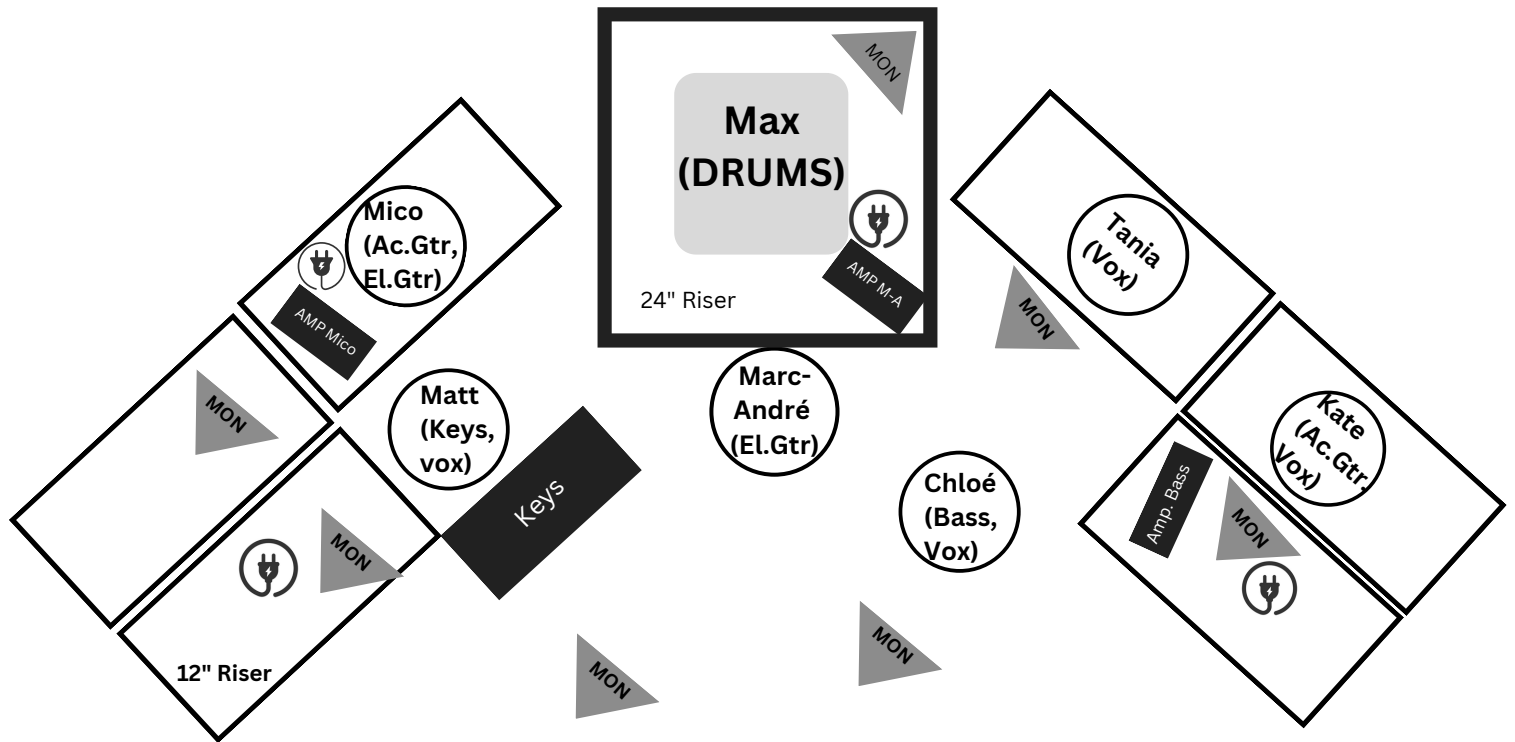 MON
Max
(DRUMS)
24" Riser
AMP M-A
Mico
(Ac.Gtr,
El.Gtr)
AMP Mico
MON
Matt
(Keys,
vox)
Keys
MON
12" Riser
Marc-
André
(El.Gtr)
Chloé
(Bass,
Vox)
MON
MON
Tania
(Vox)
MON
Kate
(Ac.Gtr,
Vox)
Amp. Bass
MON